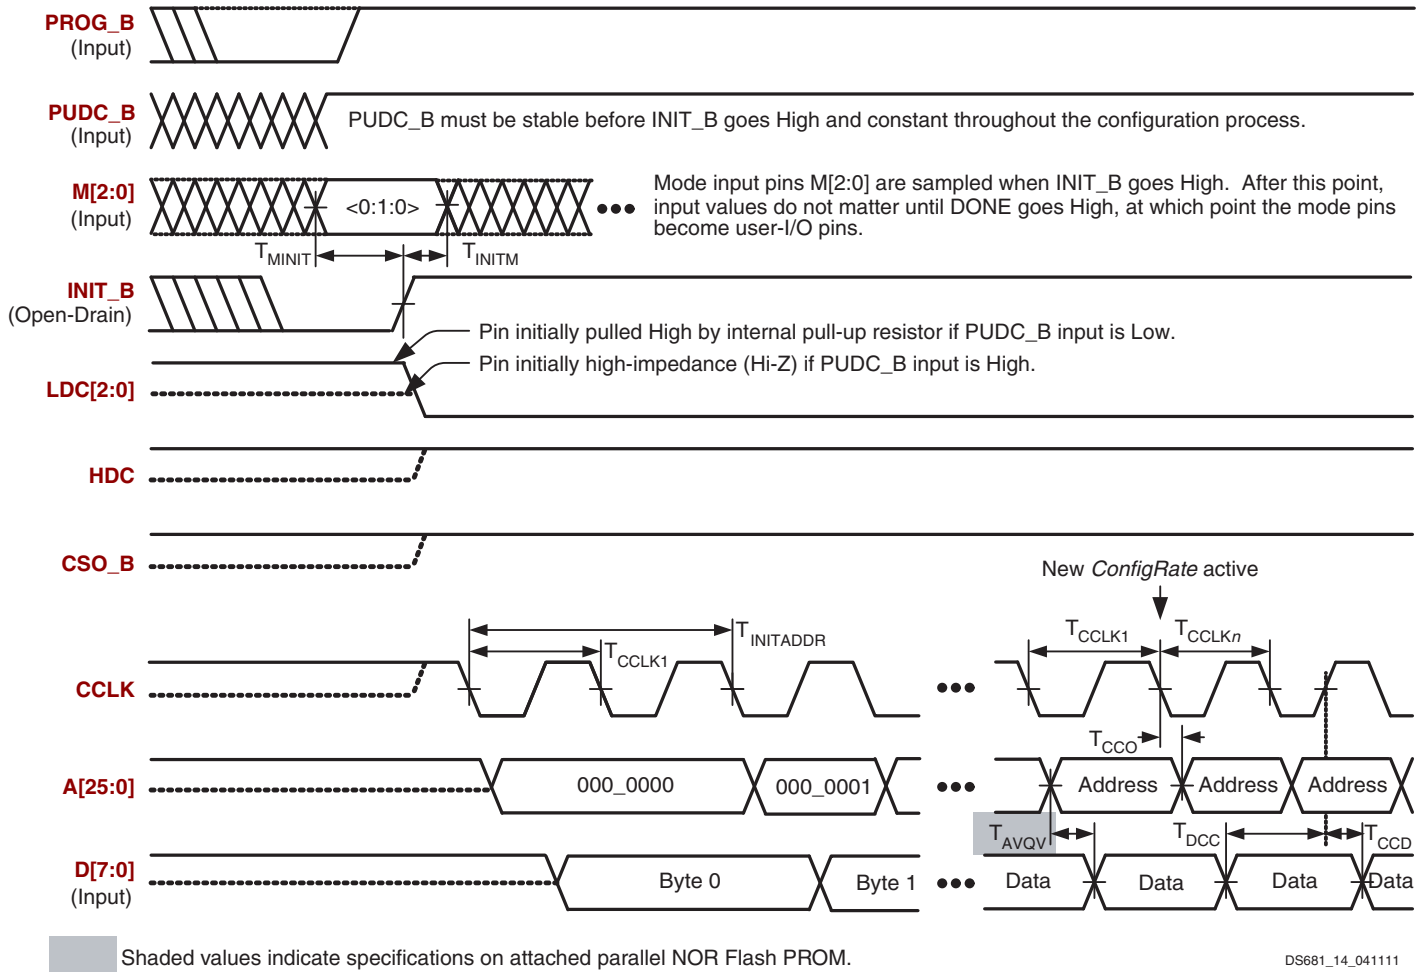 PROG_B
(Input)
PUDC_B
(Input)
PUDC_B must be stable before INIT_B goes High and constant throughout the configuration process.
M[2:0]
(Input)
<0:1:0>
Mode input pins M[2:0] are sampled when INIT_B goes High. After this point,
input values do not matter until DONE goes High, at which point the mode pins
become user-I/O pins.
TMINIT
TINITM
INIT_B
(Open-Drain)
Pin initially pulled High by internal pull-up resistor if PUDC_B input is Low.
Pin initially high-impedance (Hi-Z) if PUDC_B input is High.
LDC[2:0]
HDC
CSO_B
New ConfigRate active
TINITADDR
TCCLK1
TCCLK1
TCCLKn
CCLK
TCCO
A[25:0]
000_0000
000_0001
Address
Address
Address
TAVQV
TDCC
TCCD
D[7:0]
(Input)
Byte 0
Byte 1
Data
Data
Data
Data
Shaded values indicate specifications on attached parallel NOR Flash PROM.
DS681_14_041111